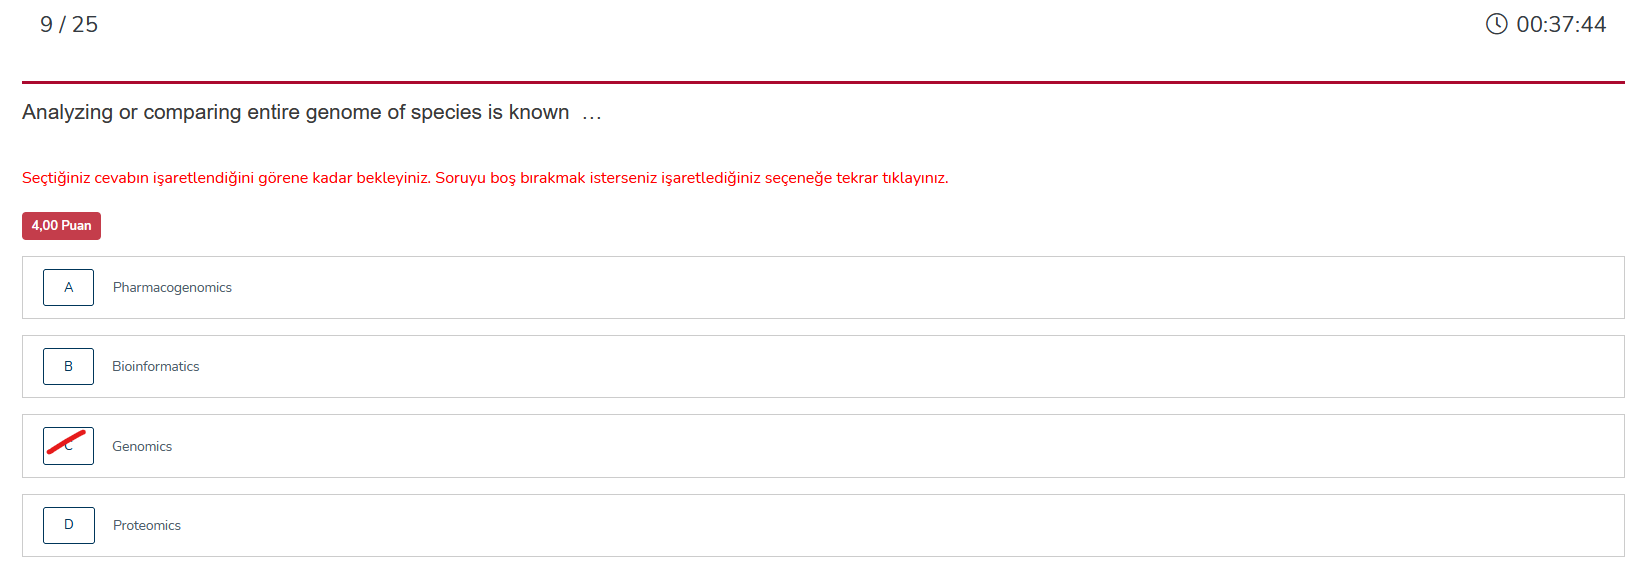 9 / 25
00:37:44
Analyzing or comparing entire genome of species is known ...
Seçtiğiniz cevabın işaretlendiğini görene kadar bekleyiniz. Soruyu boş bırakmak isterseniz işaretlediğiniz seçeneğe tekrar tıklayınız.
4,00 Puan
A Pharmacogenomics
B Bioinformatics
C Genomics
D Proteomics